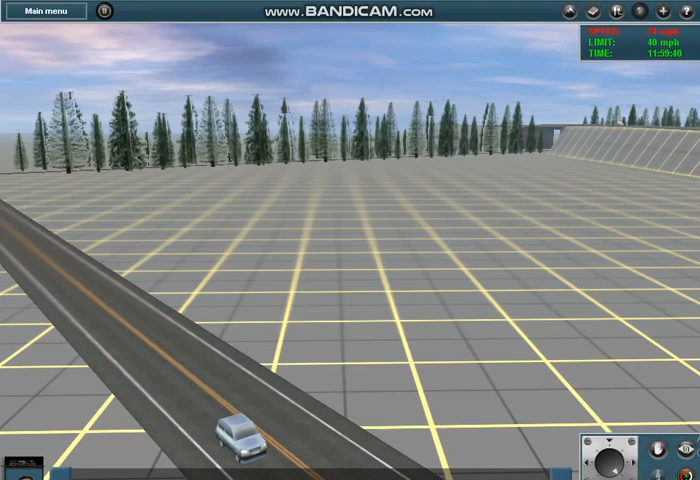 Main menu
www.BANDICAM.com
SPEED: 24 mph
LIMIT: 40 mph
TIME: 11:59:40